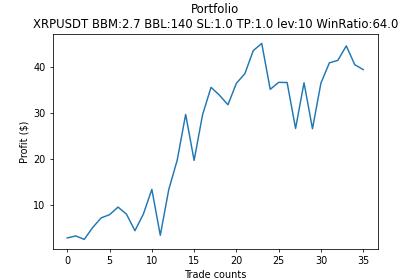 Portfolio
XRPUSDT BBM:2.7 BBL:140 SL:1.0 TP:1.0 lev:10 WinRatio:64.0
40
30
20
10
Profit ($)
0 5 10 15 20 25 30 35
Trade counts